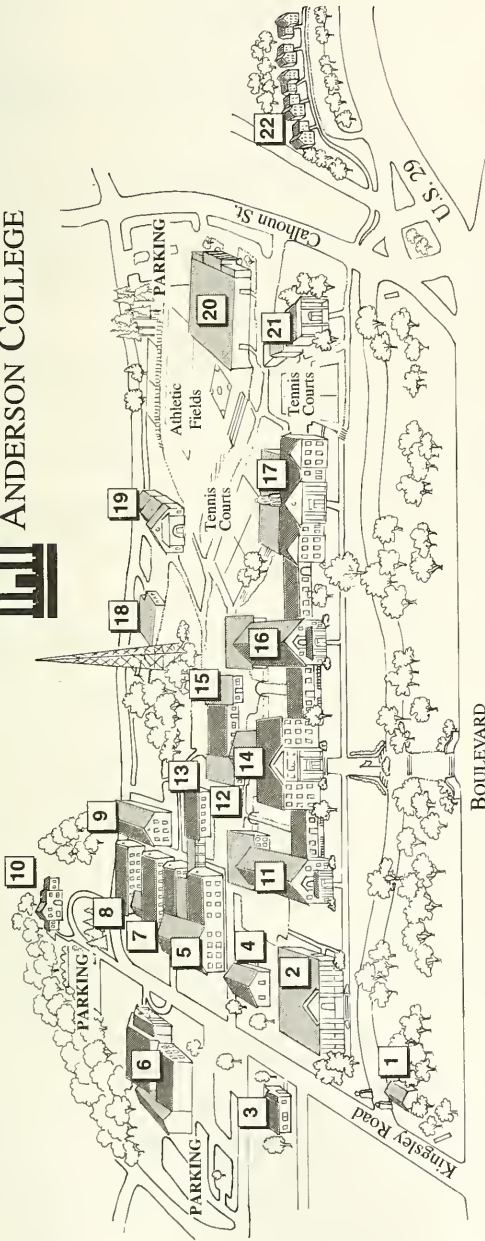 ANDERSON COLLEGE
10
PARKING
9
8
7
6
5
PARKING
4
3
13
12
15
18
19
14
11
2
16
Tennis
Courts
Athletic
Fields
PARKING
20
17
Tennis
Courts
21
Calhoun St.
22
U.S. 29
1
Kingsley Road
BOULEVARD